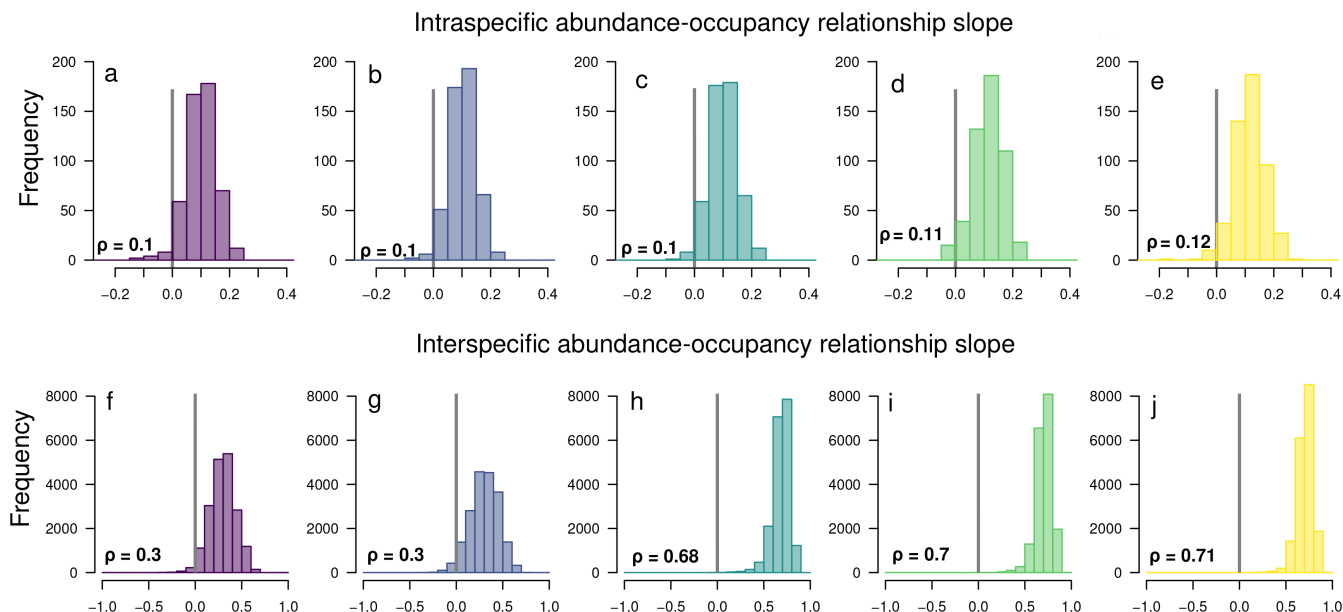 Intraspecific abundance-occupancy relationship slope
a b c d e
Frequency
200 200 200 200 200
150 150 150 150 150
100 100 100 100 100
50 50 50 50 50
0 0 0 0 0
ρ = 0.1 ρ = 0.1 ρ = 0.1 ρ = 0.11 ρ = 0.12
−0.2 0.0 0.2 0.4 −0.2 0.0 0.2 0.4 −0.2 0.0 0.2 0.4 −0.2 0.0 0.2 0.4 −0.2 0.0 0.2 0.4
Interspecific abundance-occupancy relationship slope
f g h i j
Frequency
8000 8000 8000 8000 8000
6000 6000 6000 6000 6000
4000 4000 4000 4000 4000
2000 2000 2000 2000 2000
0 0 0 0 0
ρ = 0.3 ρ = 0.3 ρ = 0.68 ρ = 0.7 ρ = 0.71
−1.0 −0.5 0.0 0.5 1.0 −1.0 −0.5 0.0 0.5 1.0 −1.0 −0.5 0.0 0.5 1.0 −1.0 −0.5 0.0 0.5 1.0 −1.0 −0.5 0.0 0.5 1.0